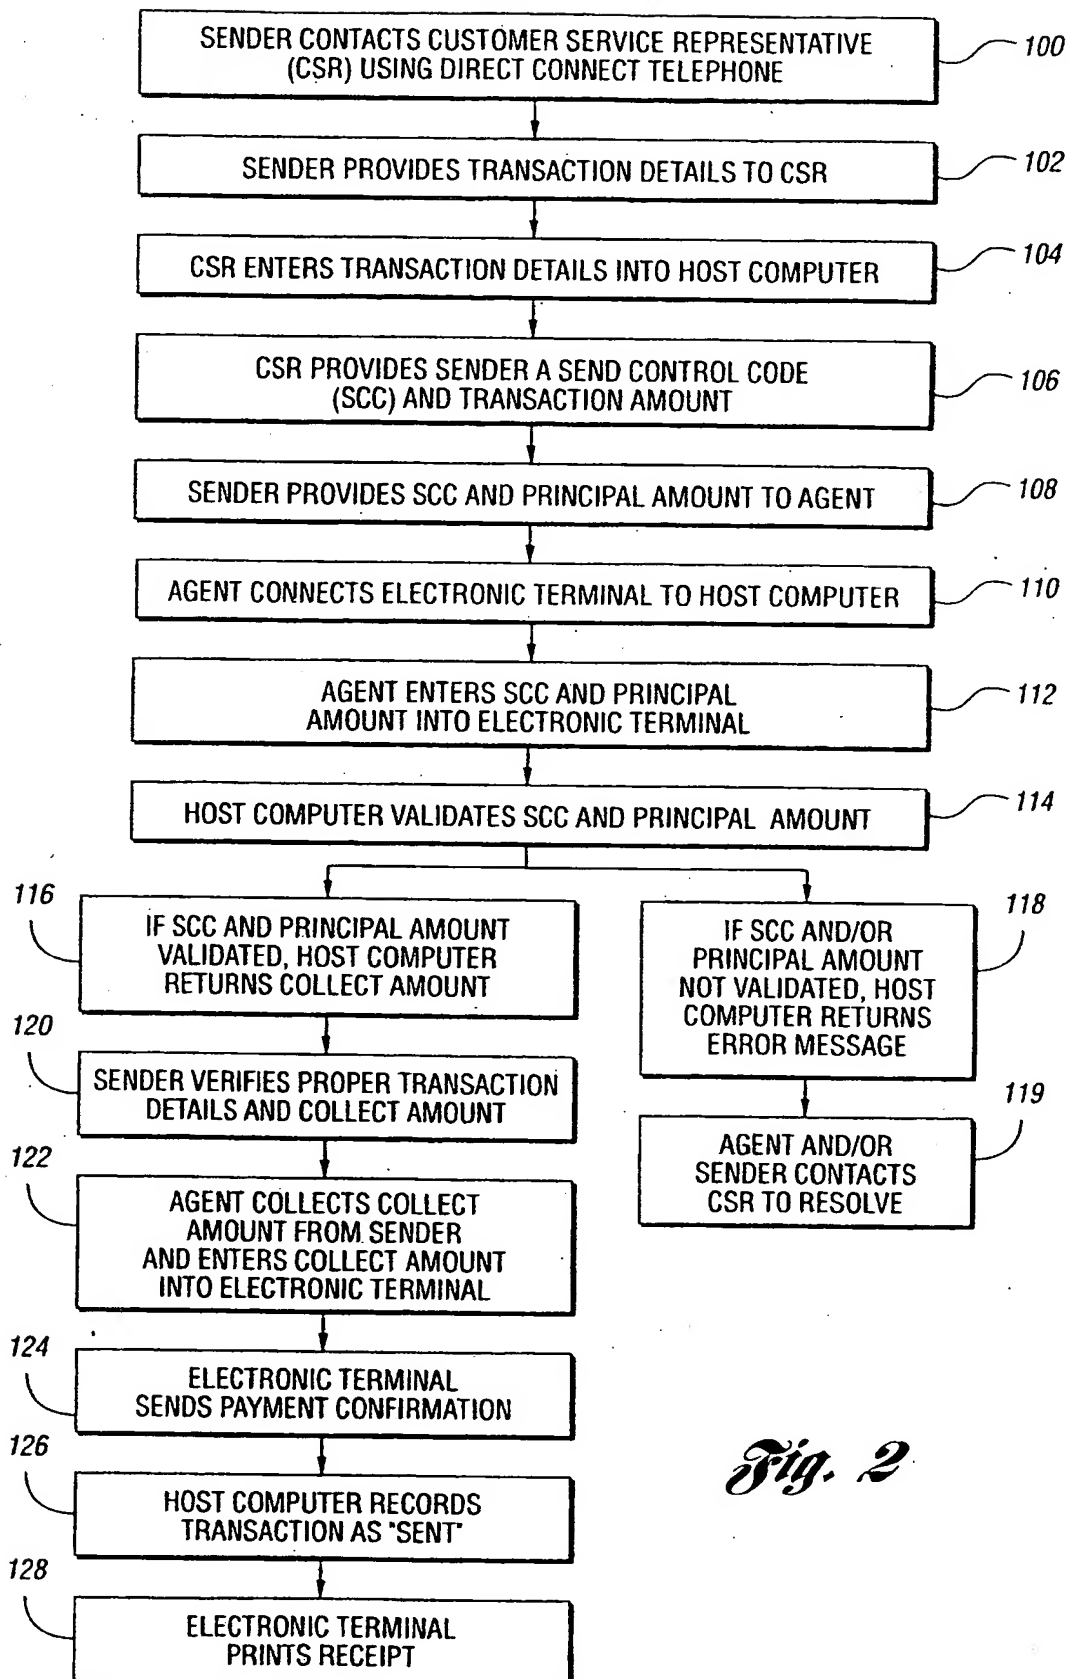 SENDER CONTACTS CUSTOMER SERVICE REPRESENTATIVE
(CSR) USING DIRECT CONNECT TELEPHONE
100
SENDER PROVIDES TRANSACTION DETAILS TO CSR
102
CSR ENTERS TRANSACTION DETAILS INTO HOST COMPUTER
104
CSR PROVIDES SENDER A SEND CONTROL CODE
(SCC) AND TRANSACTION AMOUNT
106
SENDER PROVIDES SCC AND PRINCIPAL AMOUNT TO AGENT
108
AGENT CONNECTS ELECTRONIC TERMINAL TO HOST COMPUTER
110
AGENT ENTERS SCC AND PRINCIPAL
AMOUNT INTO ELECTRONIC TERMINAL
112
HOST COMPUTER VALIDATES SCC AND PRINCIPAL AMOUNT
114
116
IF SCC AND PRINCIPAL AMOUNT
VALIDATED, HOST COMPUTER
RETURNS COLLECT AMOUNT
118
IF SCC AND/OR
PRINCIPAL AMOUNT
NOT VALIDATED, HOST
COMPUTER RETURNS
ERROR MESSAGE
120
SENDER VERIFIES PROPER TRANSACTION
DETAILS AND COLLECT AMOUNT
119
AGENT AND/OR
SENDER CONTACTS
CSR TO RESOLVE
122
AGENT COLLECTS COLLECT
AMOUNT FROM SENDER
AND ENTERS COLLECT AMOUNT
INTO ELECTRONIC TERMINAL
124
ELECTRONIC TERMINAL
SENDS PAYMENT CONFIRMATION
126
HOST COMPUTER RECORDS
TRANSACTION AS "SENT"
128
ELECTRONIC TERMINAL
PRINTS RECEIPT
Fig. 2